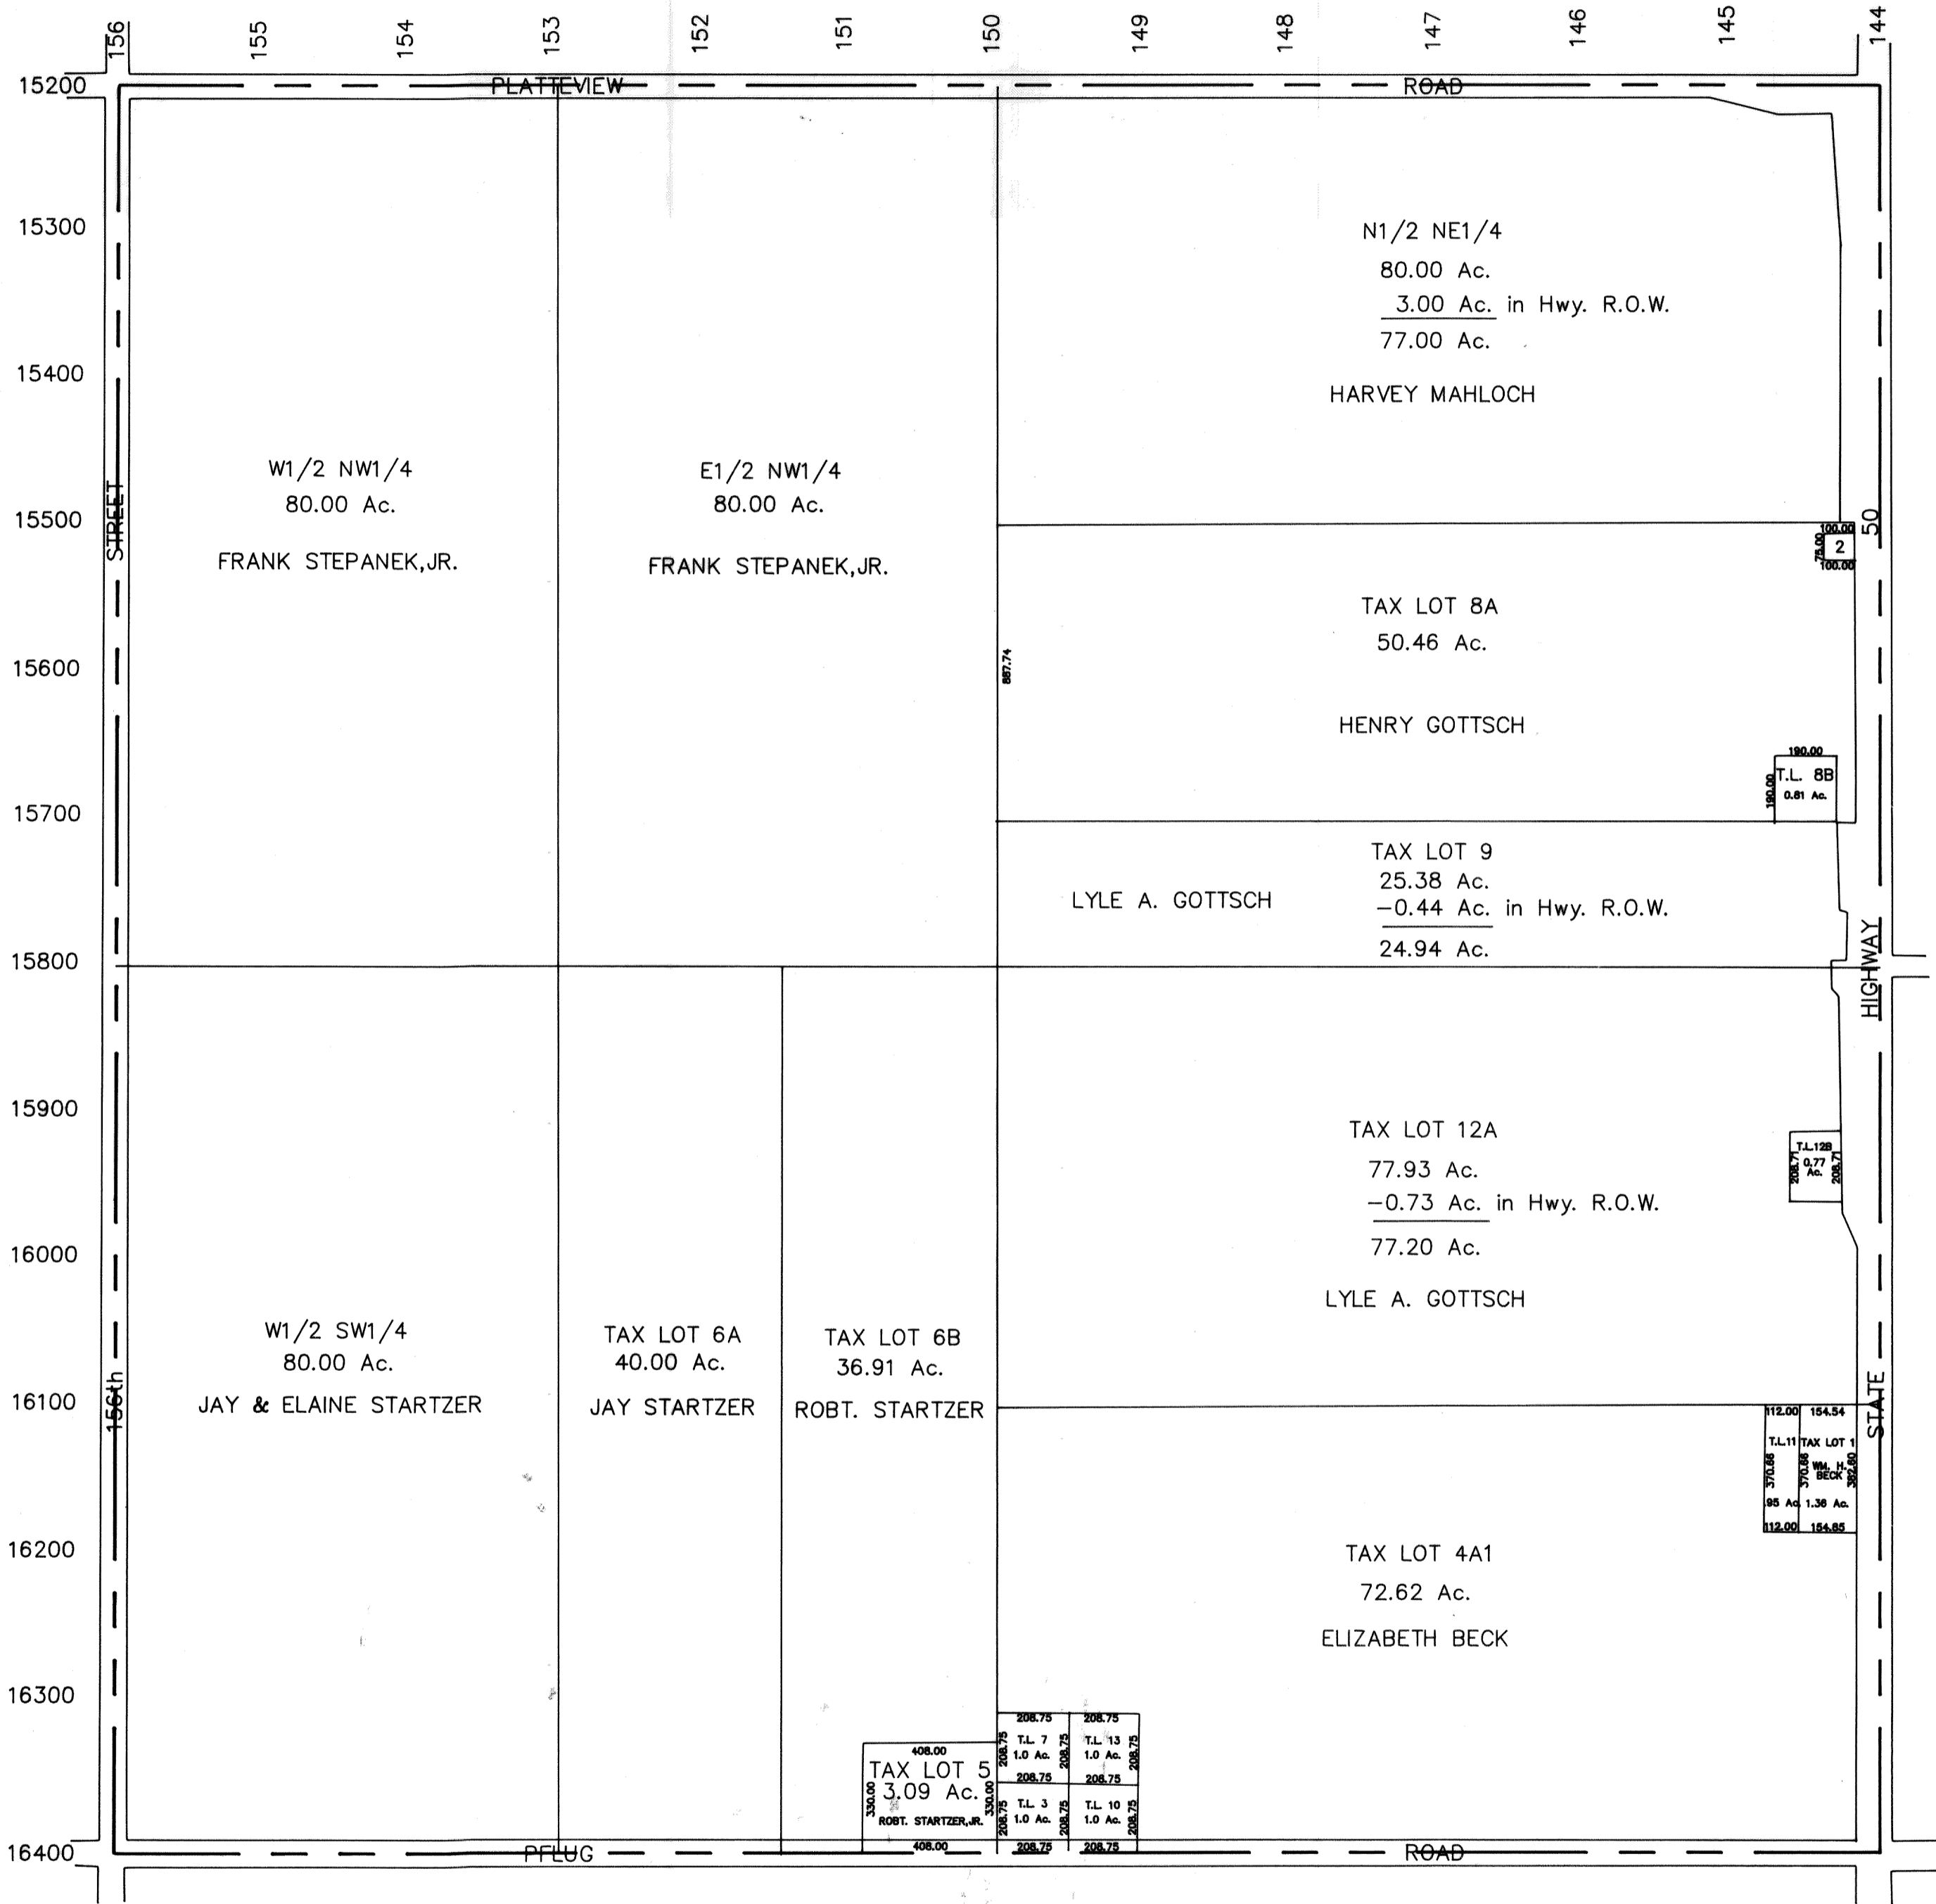 156 155 154 153 152 151 150 149 148 147 146 145 144
15200
PLATTEVIEW ROAD
15300
15400
15500
15600
15700
15800
15900
16000
16100
16200
16300
16400
STREET
156th
W1/2 NW1/4
80.00 Ac.
FRANK STEPANEK,JR.
E1/2 NW1/4
80.00 Ac.
FRANK STEPANEK,JR.
N1/2 NE1/4
80.00 Ac.
3.00 Ac. in Hwy. R.O.W.
77.00 Ac.
HARVEY MAHLOCH
50
100.00
75.00
2
100.00
TAX LOT 8A
50.46 Ac.
887.74
HENRY GOTTSCH
190.00
190.00
T.L. 8B
0.81 Ac.
TAX LOT 9
25.38 Ac.
-0.44 Ac. in Hwy. R.O.W.
24.94 Ac.
LYLE A. GOTTSCH
HIGHWAY
TAX LOT 12A
77.93 Ac.
-0.73 Ac. in Hwy. R.O.W.
77.20 Ac.
LYLE A. GOTTSCH
T.L.12B
0.77
Ac.
208.71
208.71
STATE
W1/2 SW1/4
80.00 Ac.
JAY & ELAINE STARTZER
TAX LOT 6A
40.00 Ac.
JAY STARTZER
TAX LOT 6B
36.91 Ac.
ROBT. STARTZER
112.00
T.L.11
370.66
.95 Ac
112.00
154.54
TAX LOT 1
370.66
WM. H.
BECK
382.60
1.36 Ac.
154.85
TAX LOT 4A1
72.62 Ac.
ELIZABETH BECK
408.00
TAX LOT 5
3.09 Ac.
330.00
330.00
ROBT. STARTZER,JR.
408.00
208.75
T.L. 7
1.0 Ac.
208.75
208.75
208.75
208.75
T.L. 13
1.0 Ac.
208.75
208.75
T.L. 3
1.0 Ac.
208.75
208.75
208.75
T.L. 10
1.0 Ac.
208.75
208.75
PFLUG ROAD